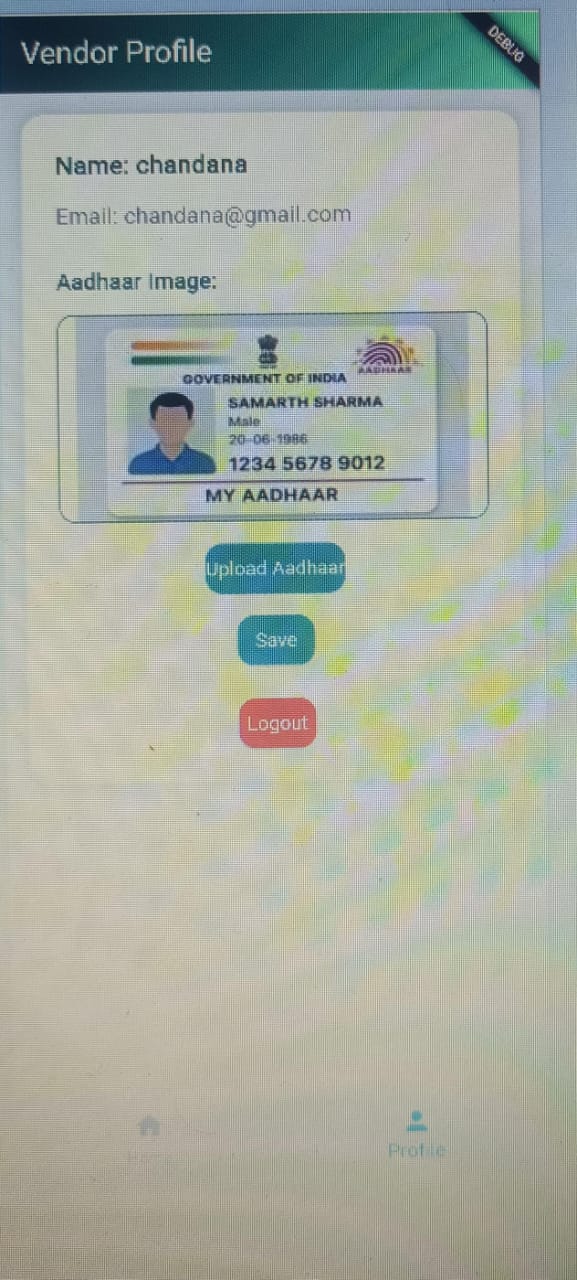 Vendor Profile
DEBUG
Name: chandana
Email: chandana@gmail.com
Aadhaar Image:
AADHAAR
GOVERNMENT OF INDIA
SAMARTH SHARMA
Male
20-06-1986
1234 5678 9012
MY AADHAAR
Upload Aadhaar
Save
Logout
Profile